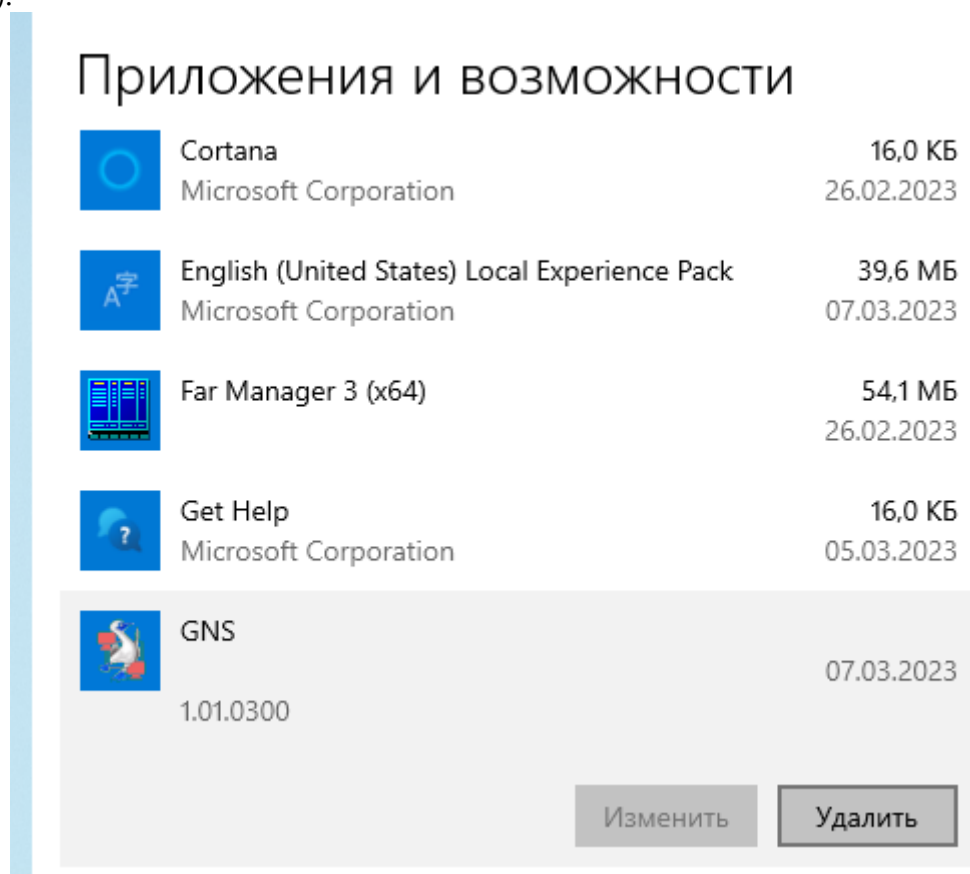 ).
Приложения и возможности
Cortana 16,0 КБ
Microsoft Corporation 26.02.2023
A字
English (United States) Local Experience Pack 39,6 МБ
Microsoft Corporation 07.03.2023
Far Manager 3 (x64) 54,1 МБ
26.02.2023
?
Get Help 16,0 КБ
Microsoft Corporation 05.03.2023
GNS
07.03.2023
1.01.0300
Изменить Удалить